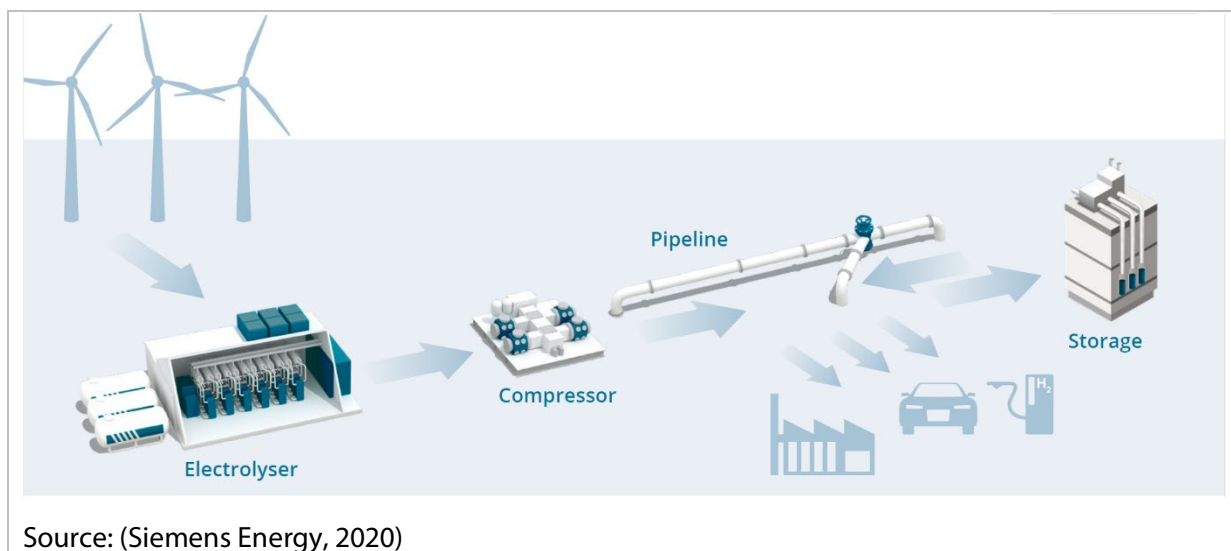 Pipeline
Storage
Compressor
H2
Electrolyser
Source: (Siemens Energy, 2020)